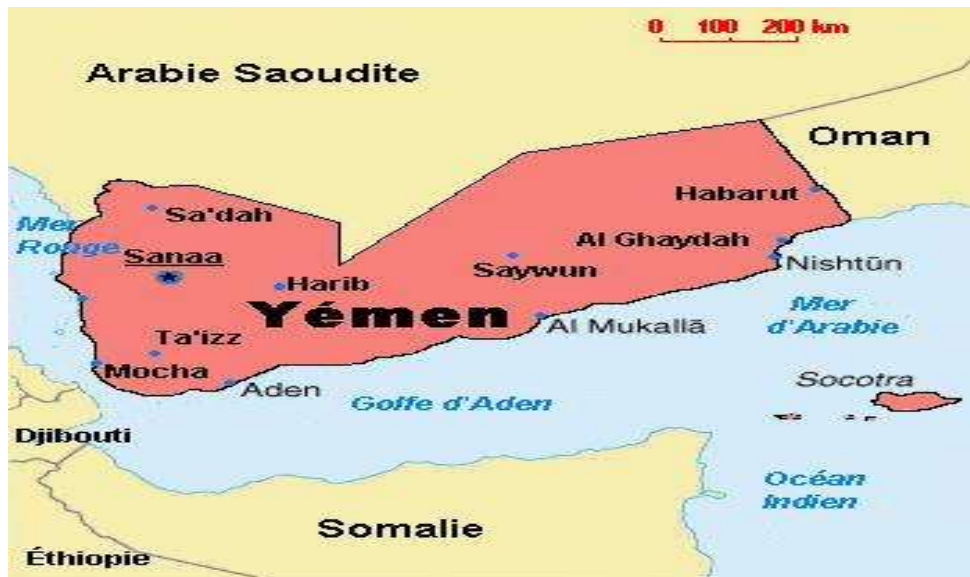 0 100 200 km
Arabie Saoudite
Oman
Habarut
Sa'dah
Mer
Rouge
Sanaa
Al Ghaydah
Nishtūn
Saywun
Harib
Yémen
Mer
d'Arabie
Al Mukallā
Ta'izz
Mocha
Aden
Socotra
Golfe d'Aden
Djibouti
Océan
Indien
Somalie
Éthiopie